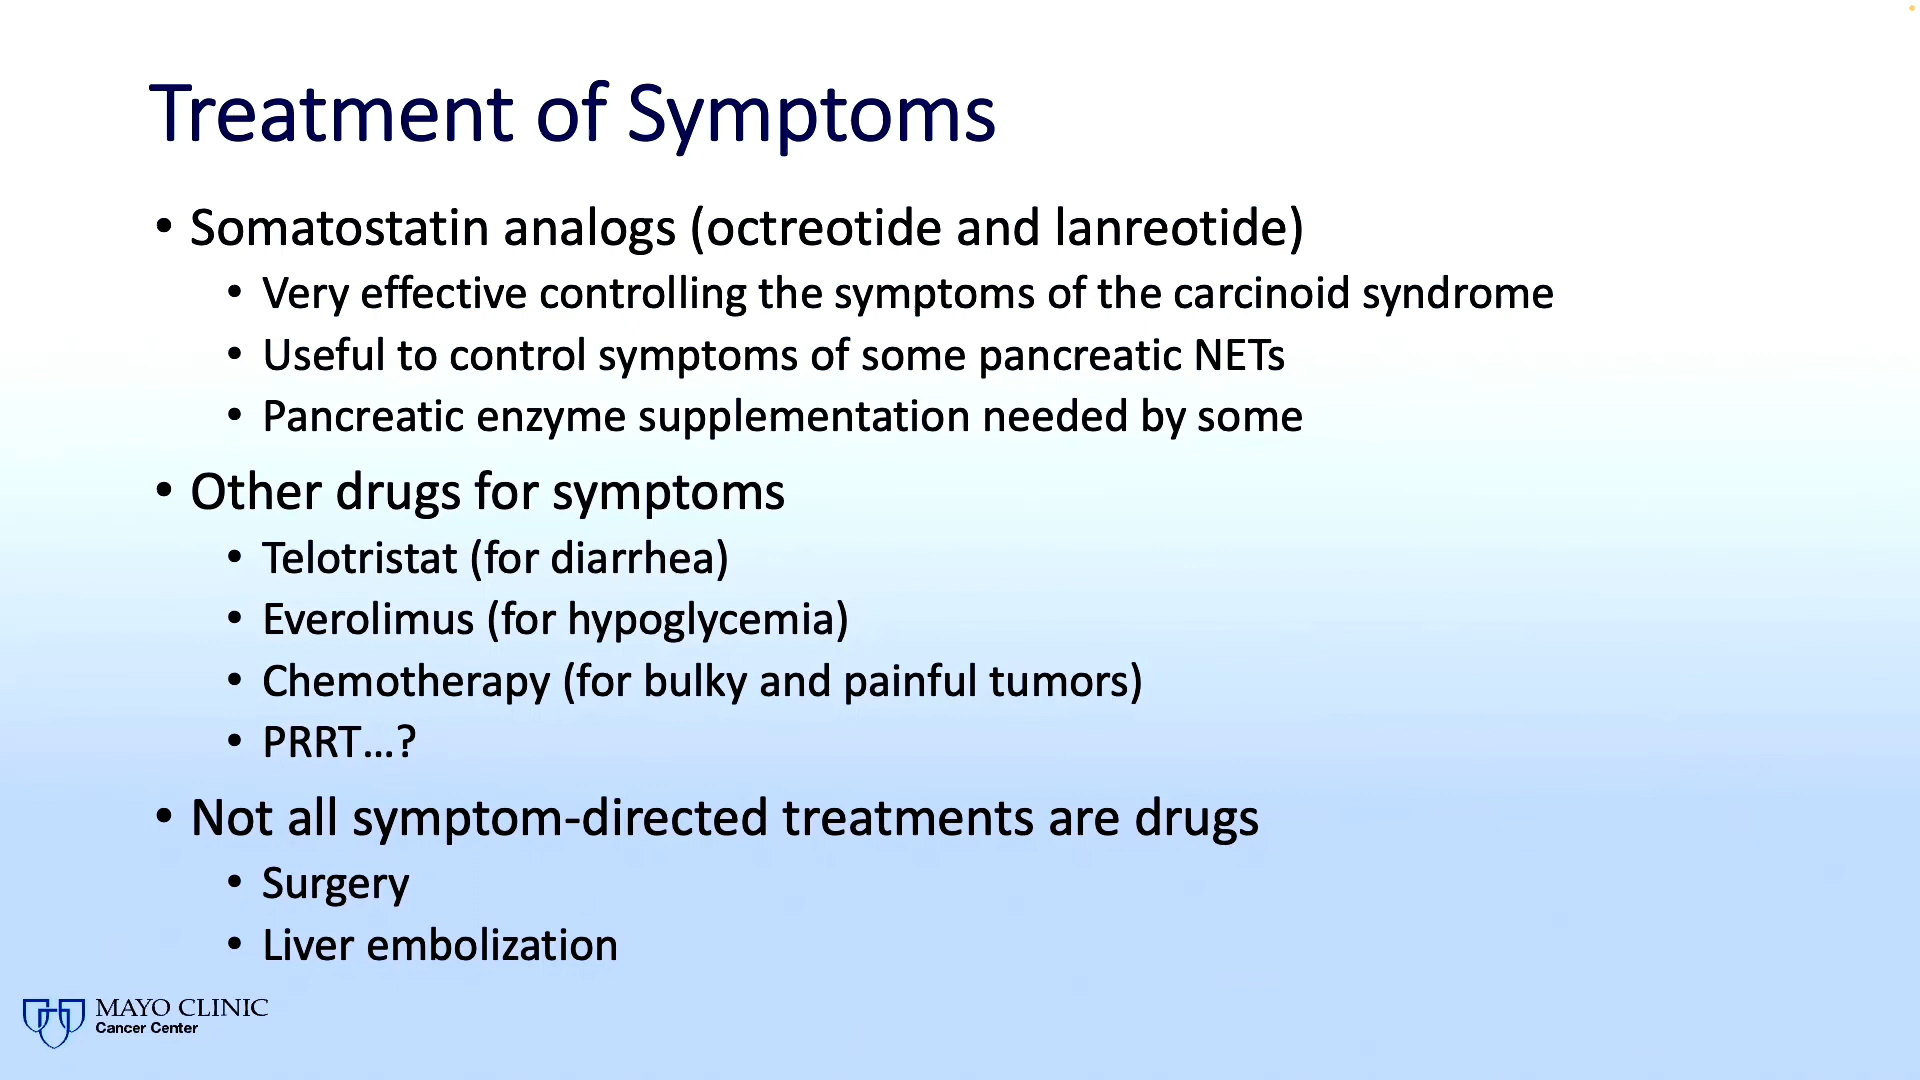 Treatment of Symptoms
• Somatostatin analogs (octreotide and lanreotide)
• Very effective controlling the symptoms of the carcinoid syndrome
• Useful to control symptoms of some pancreatic NETs
• Pancreatic enzyme supplementation needed by some
• Other drugs for symptoms
• Telotristat (for diarrhea)
• Everolimus (for hypoglycemia)
• Chemotherapy (for bulky and painful tumors)
• PRRT...?
• Not all symptom-directed treatments are drugs
• Surgery
• Liver embolization
MAYO CLINIC
Cancer Center